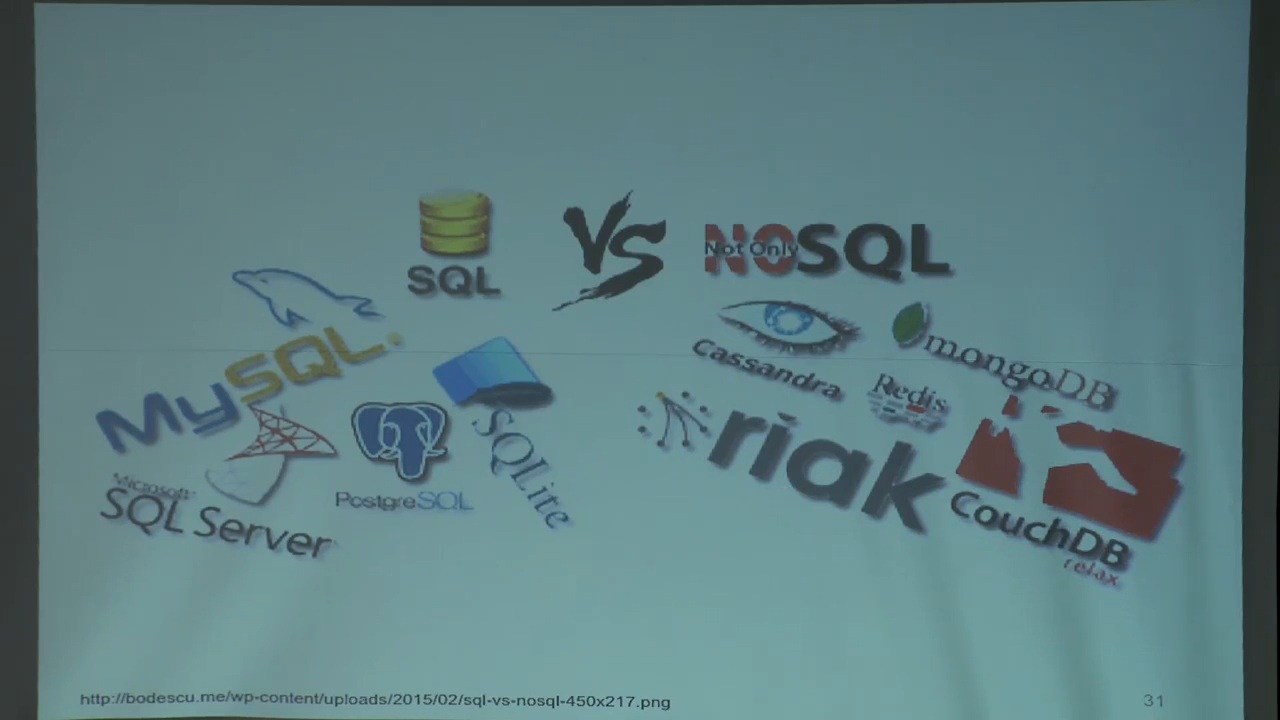 SQL
VS
Not Only
NOSQL
MySQL
Microsoft
SQL Server
PostgreSQL
SQLite
Cassandra
mongoDB
Redis
riak
CouchDB
relax
http://bodescu.me/wp-content/uploads/2015/02/sql-vs-nosql-450x217.png
31